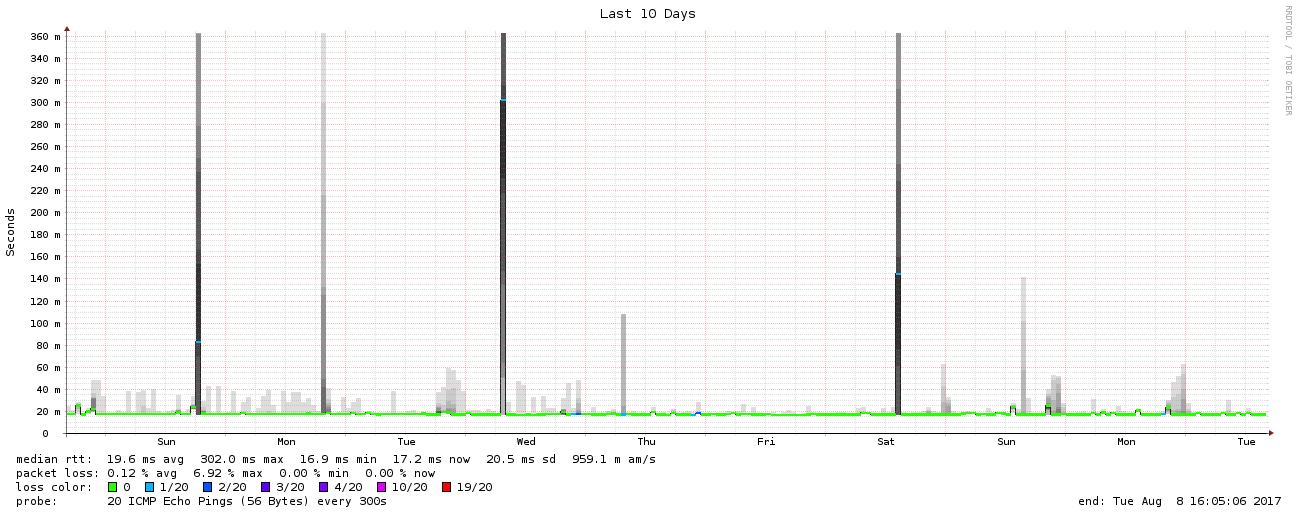 Last 10 Days
RRDTOOL / TOBI OETIKER
Seconds
360 m
340 m
320 m
300 m
280 m
260 m
240 m
220 m
200 m
180 m
160 m
140 m
120 m
100 m
80 m
60 m
40 m
20 m
0
Sun Mon Tue Wed Thu Fri Sat Sun Mon Tue
median rtt: 19.6 ms avg 302.0 ms max 16.9 ms min 17.2 ms now 20.5 ms sd 959.1 m am/s
packet loss: 0.12 % avg 6.92 % max 0.00 % min 0.00 % now
loss color: 0 1/20 2/20 3/20 4/20 10/20 19/20
probe: 20 ICMP Echo Pings (56 Bytes) every 300s end: Tue Aug 8 16:05:06 2017